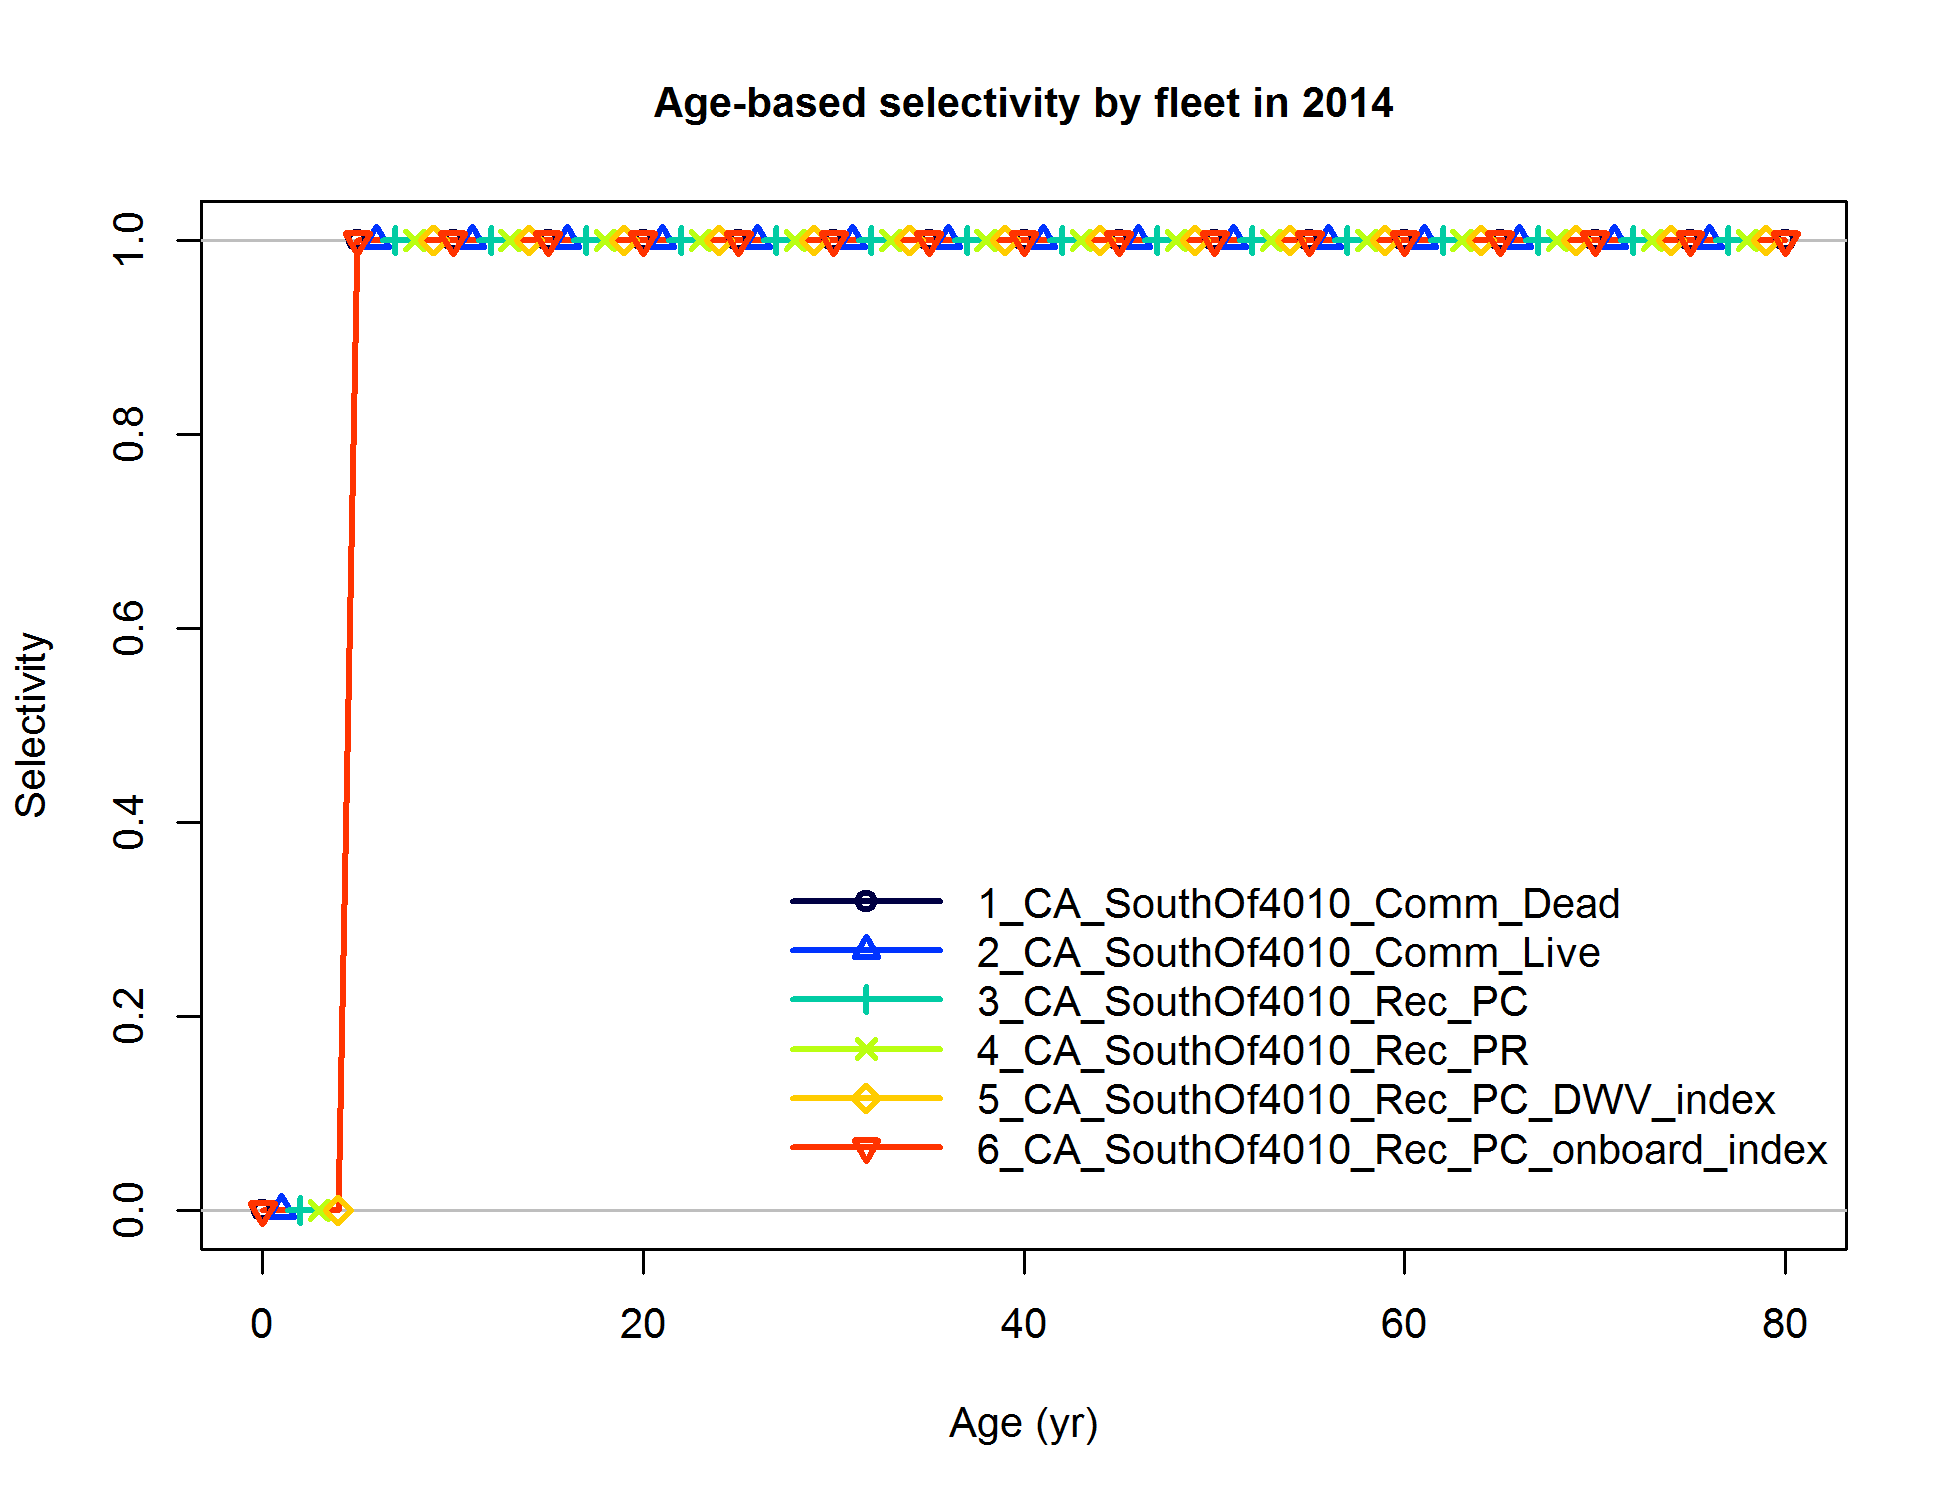 Age-based selectivity by fleet in 2014
Selectivity
1.0
0.8
0.6
0.4
0.2
0.0
1_CA_SouthOf4010_Comm_Dead
2_CA_SouthOf4010_Comm_Live
3_CA_SouthOf4010_Rec_PC
4_CA_SouthOf4010_Rec_PR
5_CA_SouthOf4010_Rec_PC_DWV_index
6_CA_SouthOf4010_Rec_PC_onboard_index
0 20 40 60 80
Age (yr)